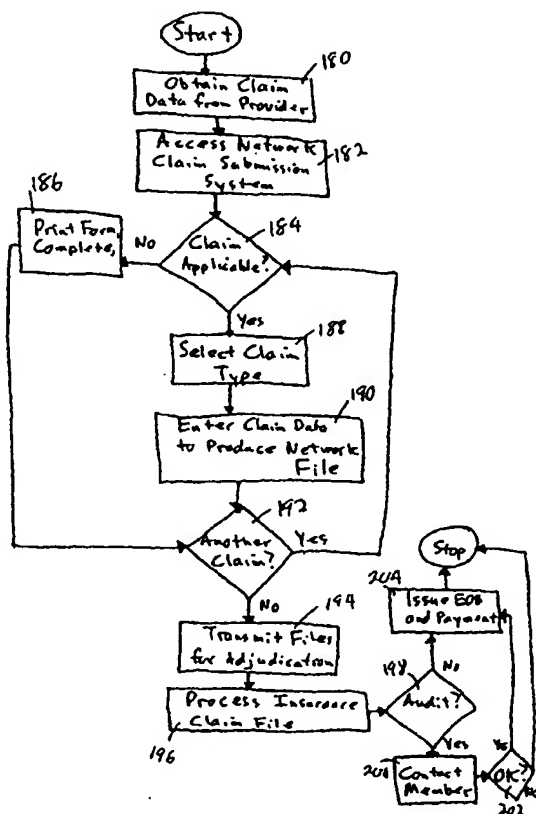 Start
180
Obtain Claim
Data from Provider
Access Network
Claim Submission
System
182
186
Print Form,
Complete,
No
184
Claim
Applicable?
Yes
188
Select Claim
Type
190
Enter Claim Data
to Produce Network
File
192
Another
Claim?
Yes
No
194
Transmit Files
for Adjudication
Process Insurance
Claim File
196
Stop
204
Issue EOB
and Payment
No
198
Audit?
Yes
Contact
Member
Yes
OK?
No
202